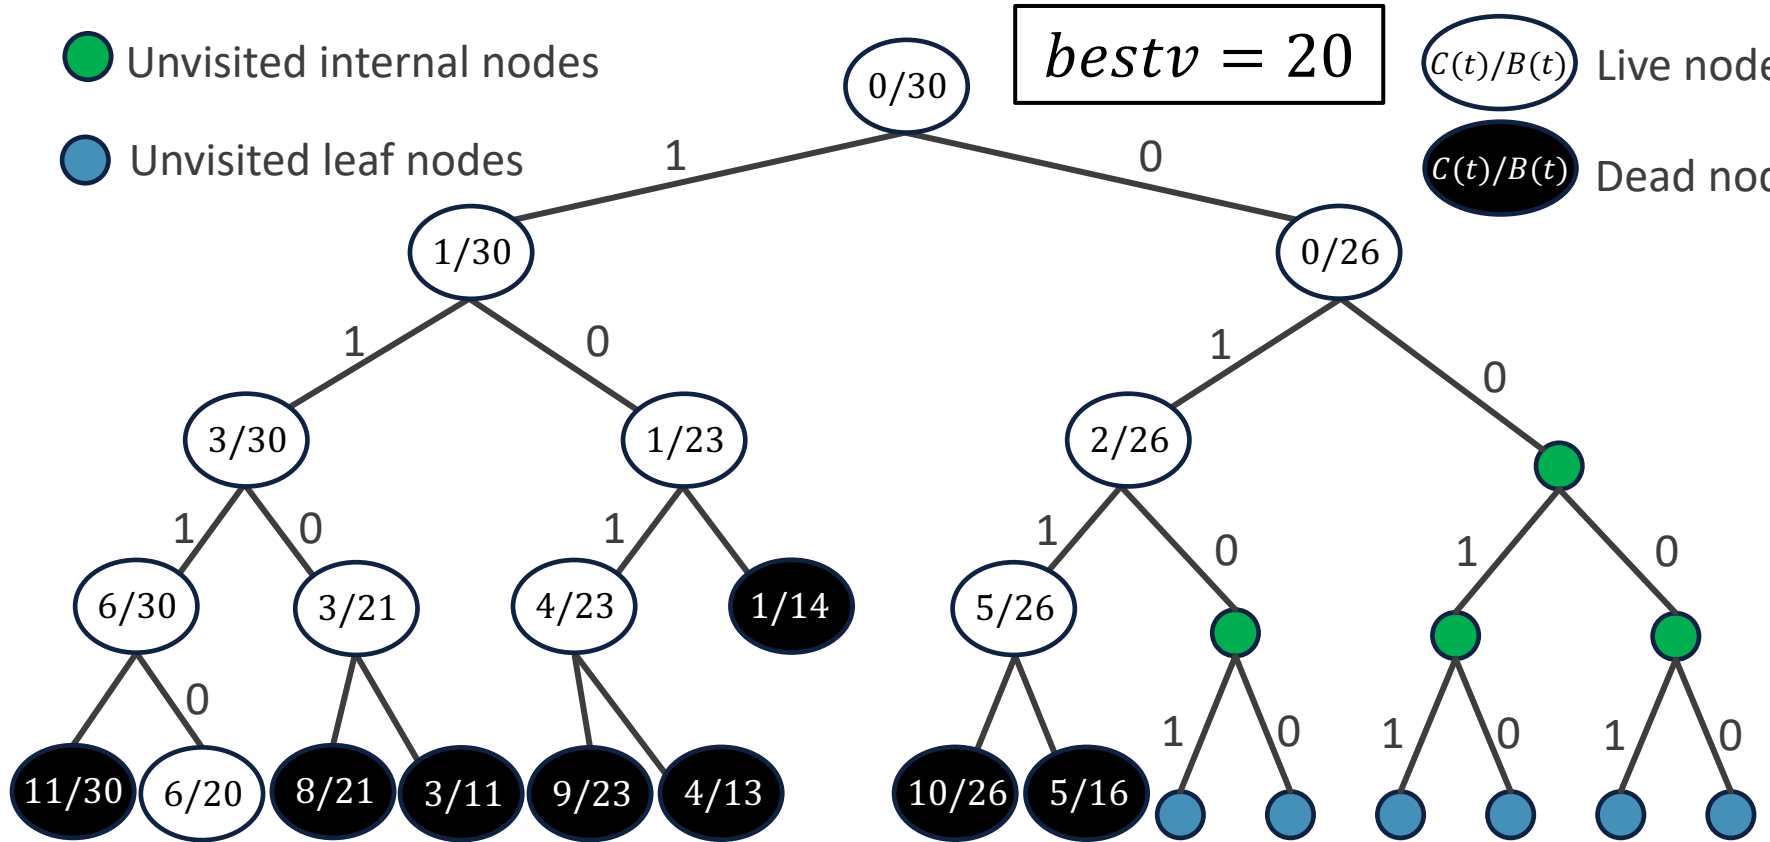 Unvisited internal nodes
Unvisited leaf nodes
bestv = 20
C(t)/B(t) Live node
C(t)/B(t) Dead nod
0/30
1 0
1/30 0/26
1 0 1 0
3/30 1/23 2/26
1 0 1 1 0 1 0
6/30 3/21 4/23 1/14 5/26
0 1 0 1 0 1 0
11/30 6/20 8/21 3/11 9/23 4/13 10/26 5/16